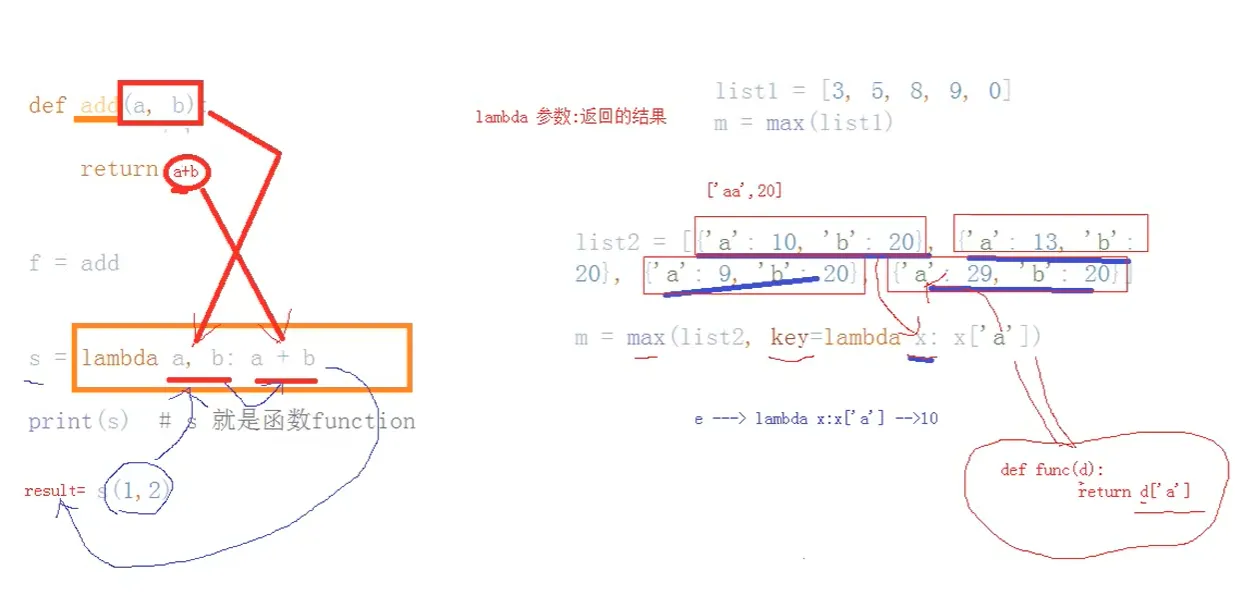 def add(a, b):
return a+b
f = add
s = lambda a, b: a + b
print(s)  # s 就是函数function
result= s(1,2)
lambda 参数:返回的结果
list1 = [3, 5, 8, 9, 0]
m = max(list1)
['aa',20]
list2 = [{'a': 10, 'b': 20}, {'a': 13, 'b':
20}, {'a': 9, 'b': 20}, {'a': 29, 'b': 20}]
m = max(list2, key=lambda x: x['a'])
e ---> lambda x:x['a'] -->10
def func(d):
return d['a']